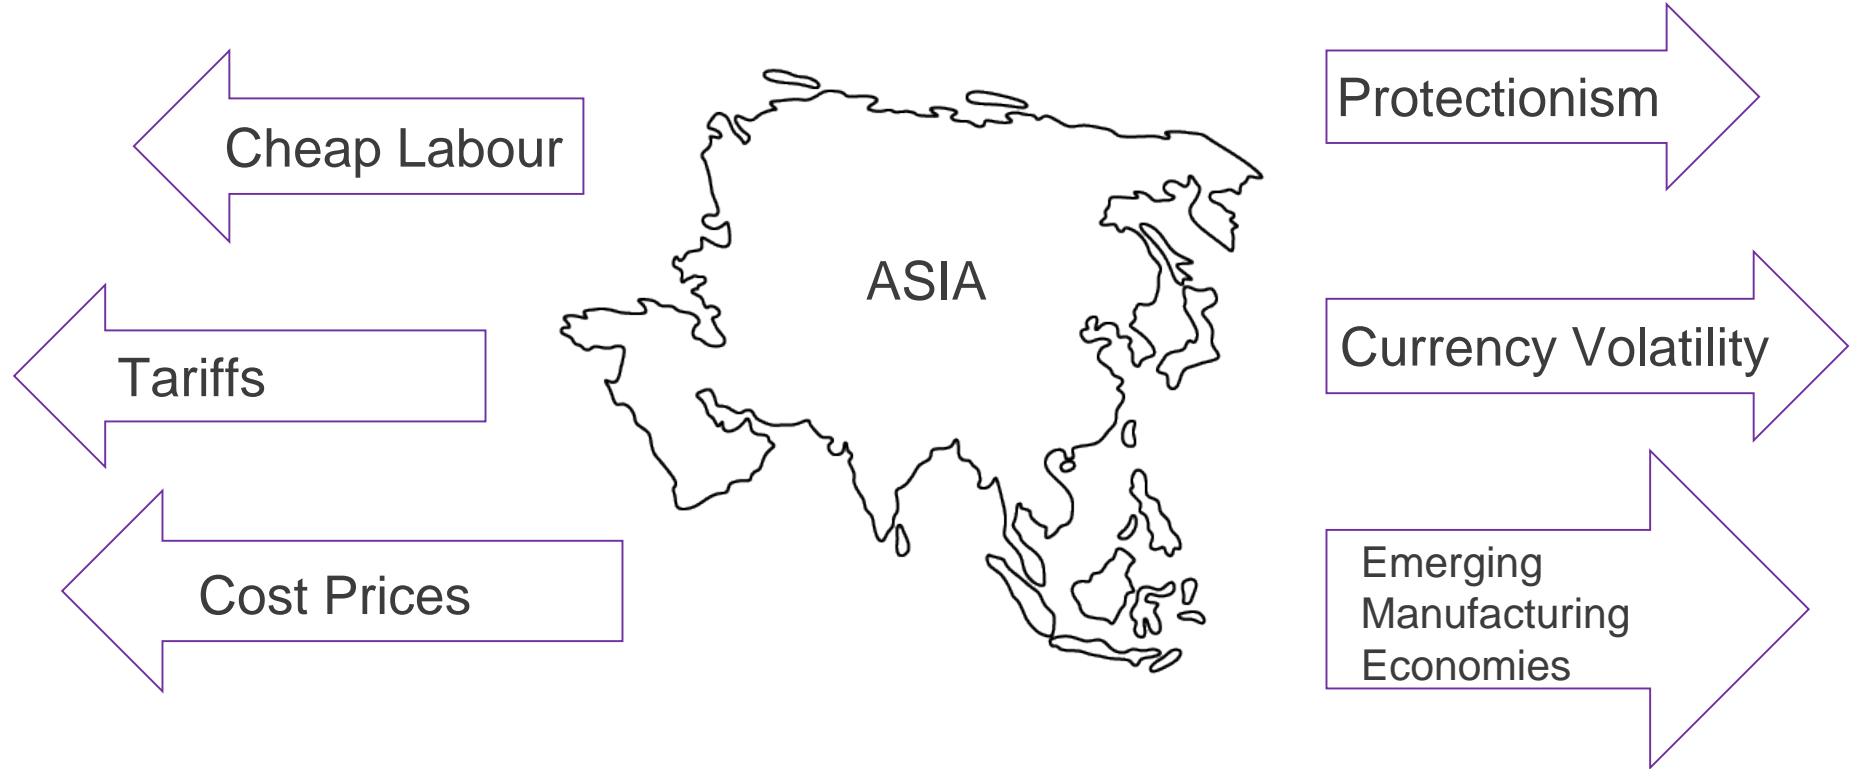 Cheap Labour
Tariffs
Cost Prices
ASIA
Protectionism
Currency Volatility
Emerging
Manufacturing
Economies